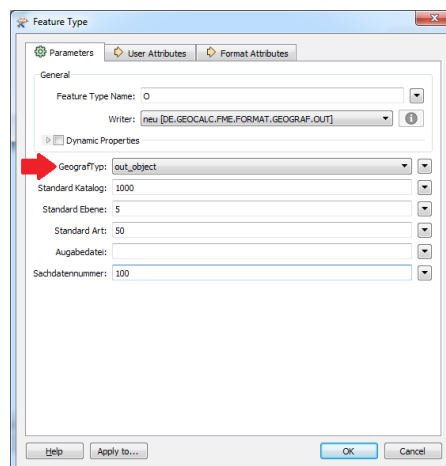 Feature Type
Parameters User Attributes Format Attributes
General
Feature Type Name: O
Writer: neu [DE.GEOCALC.FME.FORMAT.GEOGRAF.OUT]
Dynamic Properties
GeografTyp: out_object
Standard Katalog: 1000
Standard Ebene: 5
Standard Art: 50
Augabedatei:
Sachdatennummer: 100
Help Apply to... OK Cancel